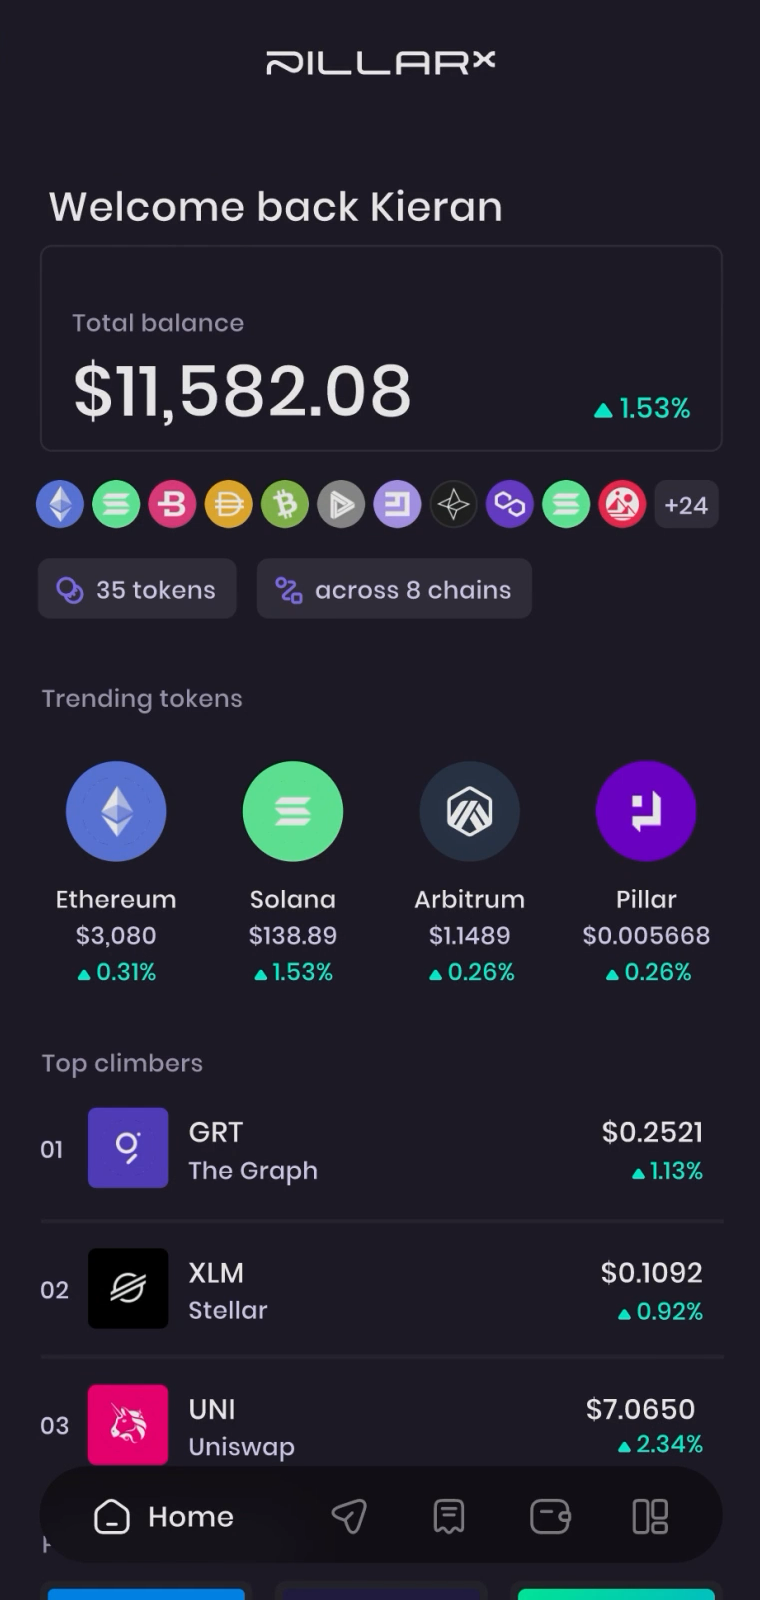 PILLARX
Welcome back Kieran
Total balance
$11,582.08
▲ 1.53%
+24
35 tokens
across 8 chains
Trending tokens
Ethereum
$3,080
▲ 0.31%
Solana
$138.89
▲ 1.53%
Arbitrum
$1.1489
▲ 0.26%
Pillar
$0.005668
▲ 0.26%
Top climbers
01
GRT
The Graph
$0.2521
▲ 1.13%
02
XLM
Stellar
$0.1092
▲ 0.92%
03
UNI
Uniswap
$7.0650
▲ 2.34%
Home